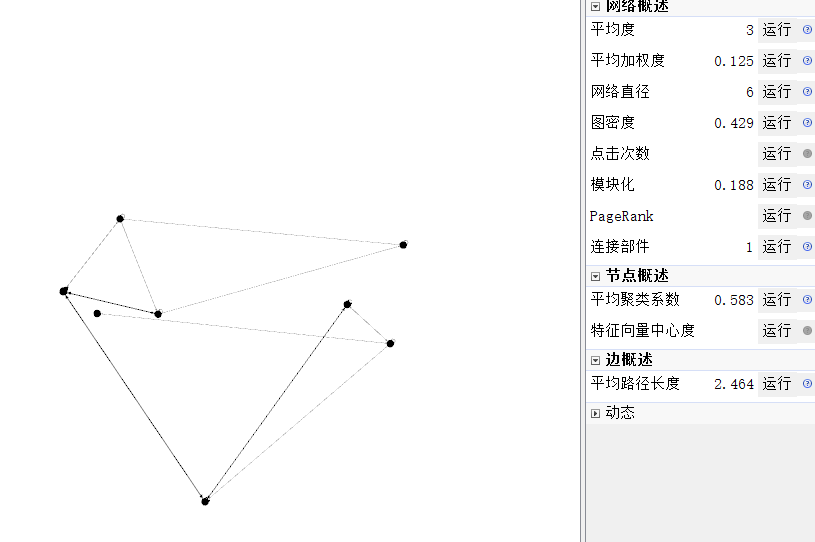 网络概述
平均度 3 运行
平均加权度 0.125 运行
网络直径 6 运行
图密度 0.429 运行
点击次数 运行
模块化 0.188 运行
PageRank 运行
连接部件 1 运行
节点概述
平均聚类系数 0.583 运行
特征向量中心度 运行
边概述
平均路径长度 2.464 运行
动态